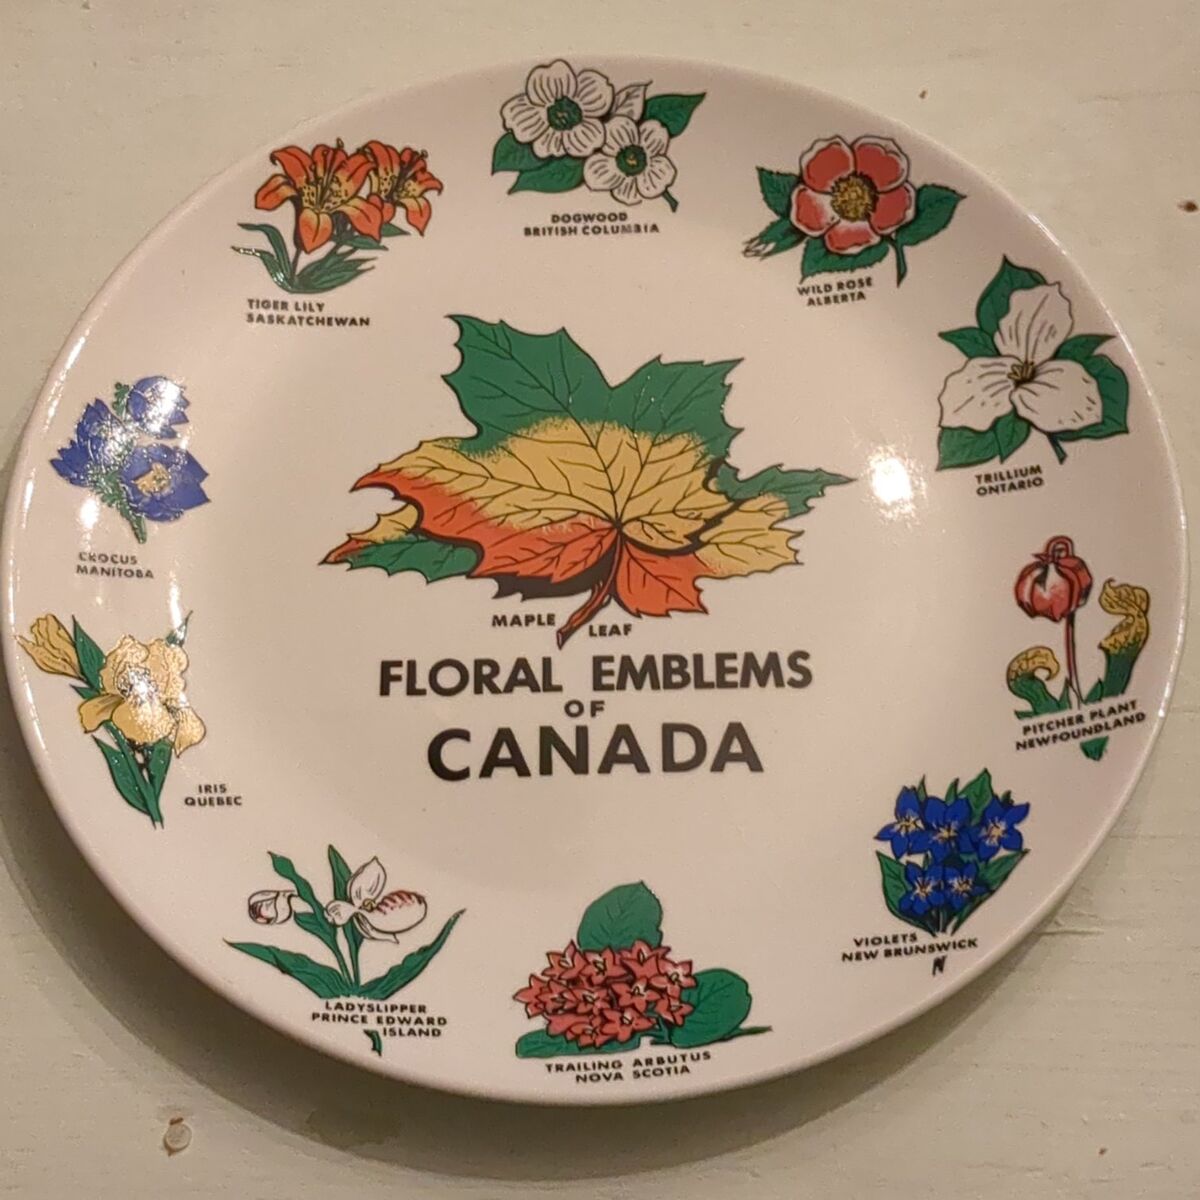 DOGWOOD
BRITISH COLUMBIA
WILD ROSE
ALBERTA
TIGER LILY
SASKATCHEWAN
TRILLIUM
ONTARIO
CROCUS
MANITOBA
MAPLE LEAF
FLORAL EMBLEMS
OF
CANADA
PITCHER PLANT
NEWFOUNDLAND
IRIS
QUEBEC
VIOLETS
NEW BRUNSWICK
LADYSLIPPER
PRINCE EDWARD
ISLAND
TRAILING ARBUTUS
NOVA SCOTIA